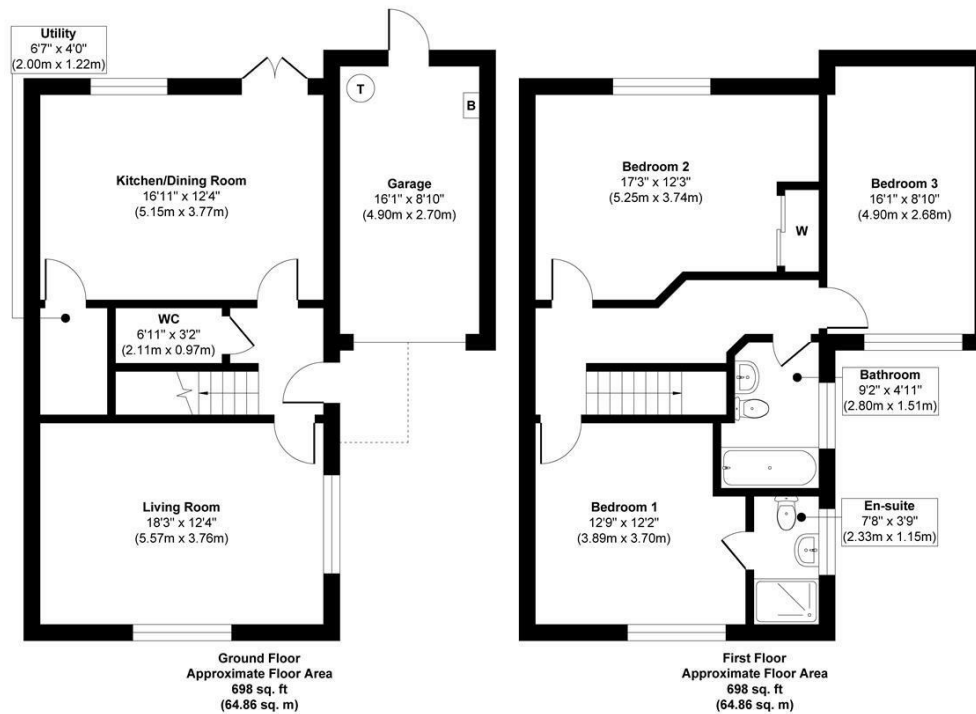 Utility
6'7" x 4'0"
(2.00m x 1.22m)
Kitchen/Dining Room
16'11" x 12'4"
(5.15m x 3.77m)
T
B
Garage
16'1" x 8'10"
(4.90m x 2.70m)
WC
6'11" x 3'2"
(2.11m x 0.97m)
Living Room
18'3" x 12'4"
(5.57m x 3.76m)
Ground Floor
Approximate Floor Area
698 sq. ft
(64.86 sq. m)
Bedroom 2
17'3" x 12'3"
(5.25m x 3.74m)
W
Bedroom 3
16'1" x 8'10"
(4.90m x 2.68m)
Bathroom
9'2" x 4'11"
(2.80m x 1.51m)
Bedroom 1
12'9" x 12'2"
(3.89m x 3.70m)
En-suite
7'8" x 3'9"
(2.33m x 1.15m)
First Floor
Approximate Floor Area
698 sq. ft
(64.86 sq. m)